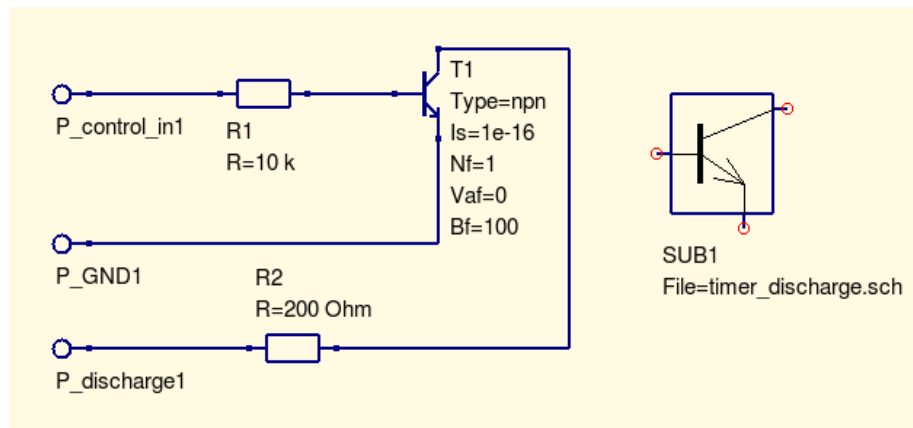 P_control_in1
R1
R=10 k
T1
Type=npn
Is=1e-16
Nf=1
Vaf=0
Bf=100
P_GND1
R2
R=200 Ohm
P_discharge1
SUB1
File=timer_discharge.sch